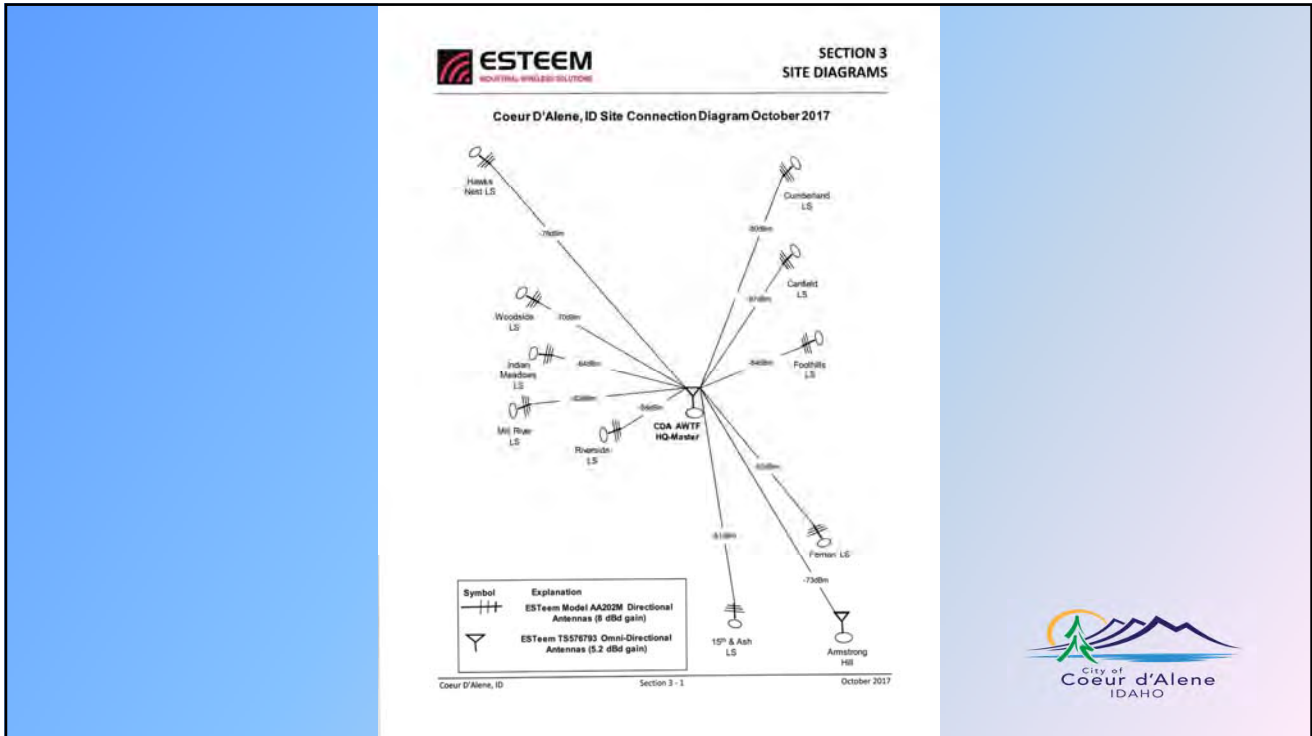 ESTEEM
INDUSTRIAL WIRELESS SOLUTIONS
SECTION 3
SITE DIAGRAMS
Coeur D'Alene, ID Site Connection Diagram October 2017
Hawks
Nest LS
Cumberland
LS
-80dBm
Canfield
LS
Woodside
LS
-70dBm
Indian
Meadows
LS
-64dBm
Foothills
LS
Mill River
LS
Riverside
LS
CDA AWTF
HQ-Master
Fernan LS
-73dBm
15th & Ash
LS
Armstrong
Hill
Symbol Explanation
ESTeem Model AA202M Directional
Antennas (6 dBd gain)
ESTeem TS576793 Omni-Directional
Antennas (5.2 dBd gain)
Coeur D'Alene, ID Section 3 - 1 October 2017
City of
Coeur d'Alene
IDAHO